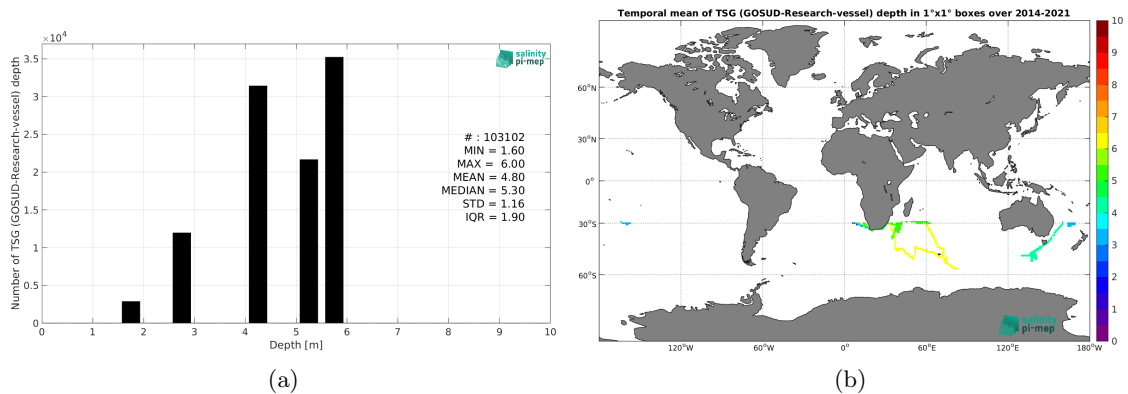 ×10⁴
Number of TSG (GOSUD-Research-vessel) depth
3.5
3
2.5
2
1.5
1
0.5
0
0 1 2 3 4 5 6 7 8 9 10
Depth [m]
salinity
pi-mep
# : 103102
MIN = 1.60
MAX = 6.00
MEAN = 4.80
MEDIAN = 5.30
STD = 1.16
IQR = 1.90
(a)
Temporal mean of TSG (GOSUD-Research-vessel) depth in 1°x1° boxes over 2014-2021
60°N
30°N
0°
30°S
60°S
120°W 60°W 0° 60°E 120°E 180°W
salinity
pi-mep
10
9
8
7
6
5
4
3
2
1
0
(b)